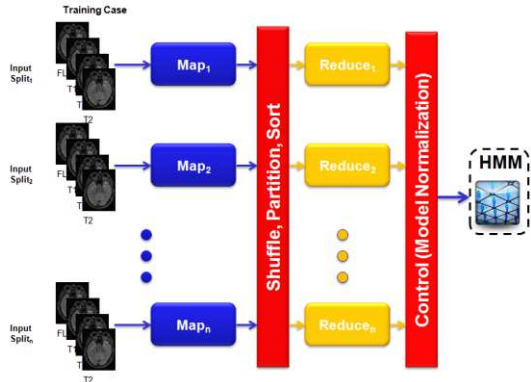 Training Case
Input
Split1
FL
T1
T
T2
Map1
Reduce1
Input
Split2
FL
T1
T
T2
Map2
Reduce2
Input
Splitn
FL
T1
T
T2
Mapn
Reducen
Shuffle, Partition, Sort
Control (Model Normalization)
HMM